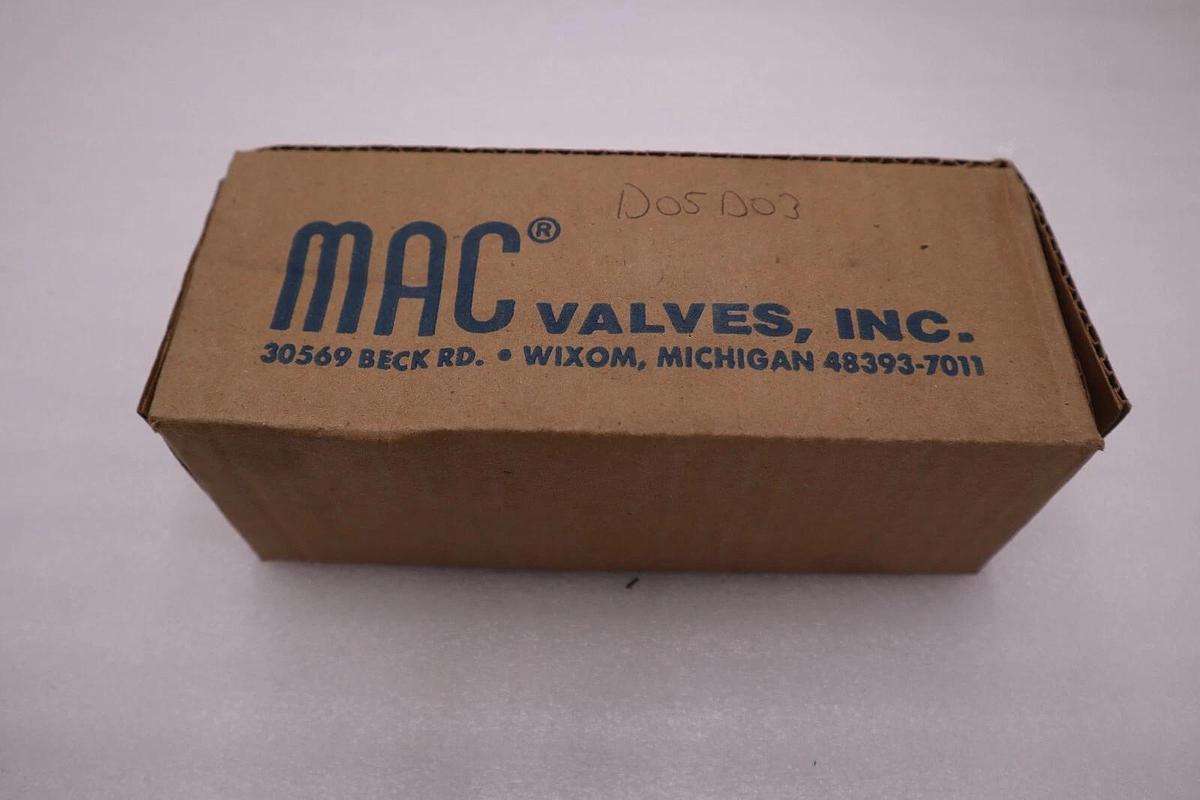 D05D03
MAC® VALVES, INC.
30569 BECK RD. • WIXOM, MICHIGAN 48393-7011